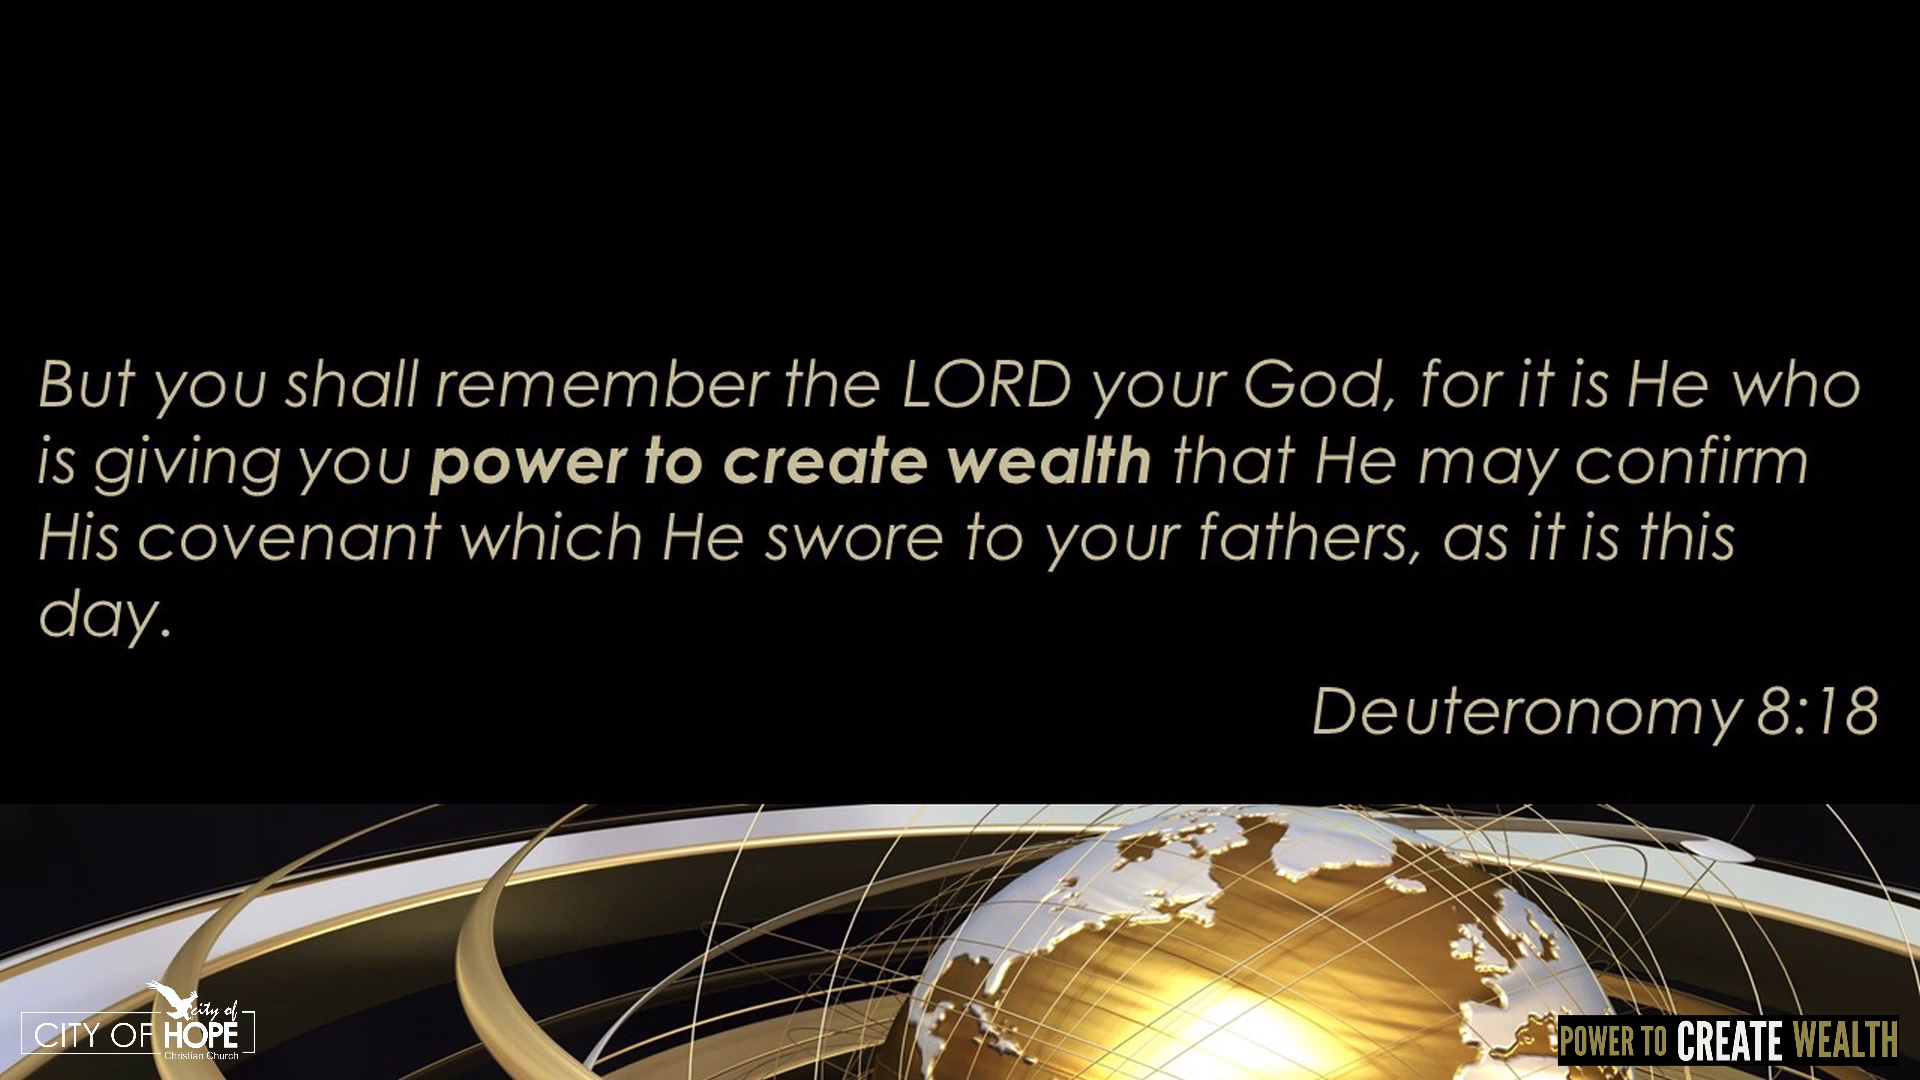 But you shall remember the LORD your God, for it is He who
is giving you power to create wealth that He may confirm
His covenant which He swore to your fathers, as it is this
day.
Deuteronomy 8:18
city of
CITY OF HOPE
Christian Church
POWER TO CREATE WEALTH